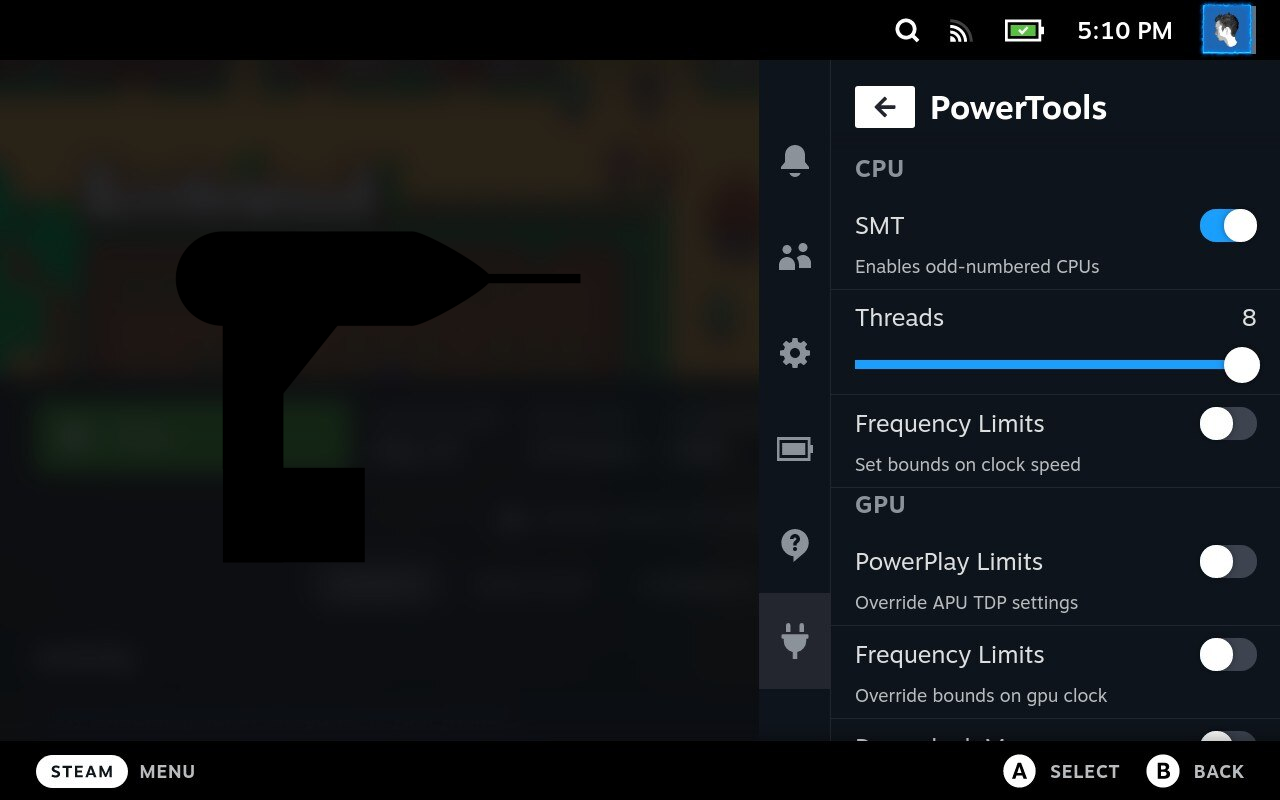 5:10 PM
PowerTools
CPU
SMT
Enables odd-numbered CPUs
Threads 8
Frequency Limits
Set bounds on clock speed
GPU
PowerPlay Limits
Override APU TDP settings
Frequency Limits
Override bounds on gpu clock
STEAM MENU
A SELECT B BACK